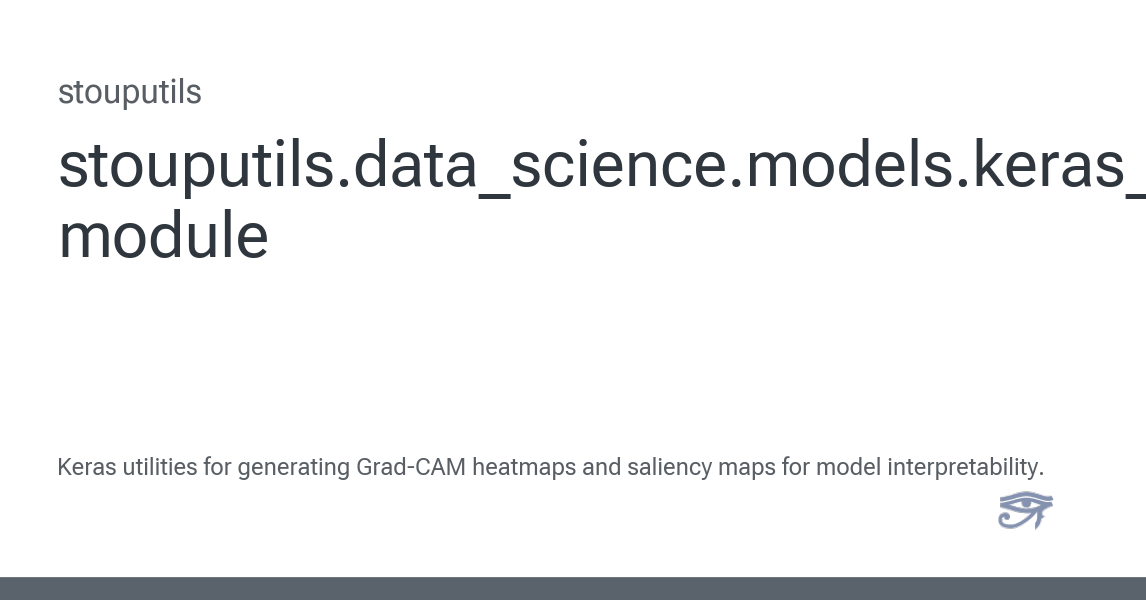 stouputils
stouputils.data_science.models.keras_
module
Keras utilities for generating Grad-CAM heatmaps and saliency maps for model interpretability.